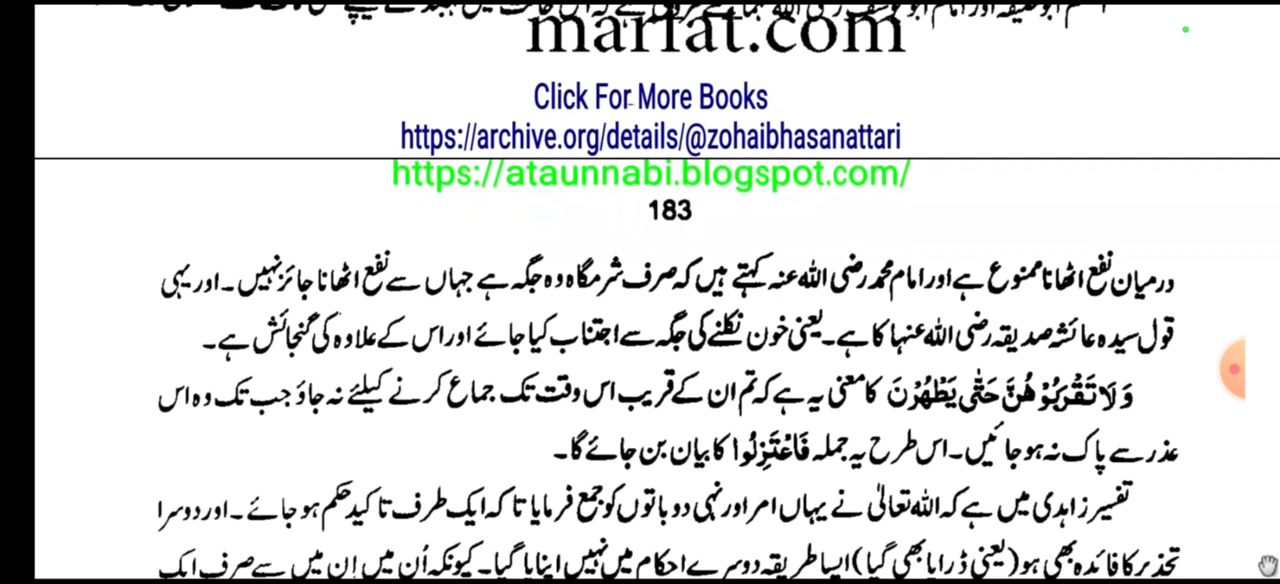 marfat.com
Click For More Books
https://archive.org/details/@zohaibhasanattari
https://ataunnabi.blogspot.com/
183
درمیان نفع اٹھانا ممنوع ہے اور امام محمد رضی اللہ عنہ کہتے ہیں کہ صرف شرمگاہ وہ جگہ ہے جہاں سے نفع اٹھانا جائز نہیں۔ اور یہی
قول سیدہ عائشہ صدیقہ رضی اللہ عنہا کا ہے۔ یعنی خون نکلنے کی جگہ سے اجتناب کیا جائے اور اس کے علاوہ کی گنجائش ہے۔
وَلَا تَقْرَبُوْهُنَّ حَتّٰى يَطْهُرْنَ کا معنی یہ ہے کہ تم ان کے قریب اس وقت تک جماع کرنے کیلئے نہ جاؤ جب تک وہ اس
عذر سے پاک نہ ہو جائیں۔ اس طرح یہ جملہ فَاعْتَزِلُوا کا بیان بن جائے گا۔
تفسیر زاہدی میں ہے کہ اللہ تعالیٰ نے یہاں امر اور نہی دو باتوں کو جمع فرمایا تاکہ ایک طرف تاکید حکم ہو جائے۔ اور دوسرا
تحذیر کا فائدہ بھی ہو (یعنی ڈرایا بھی گیا) ایسا طریقہ دوسرے احکام میں نہیں اپنایا گیا۔ کیونکہ اُن میں اِن میں سے صرف ایک